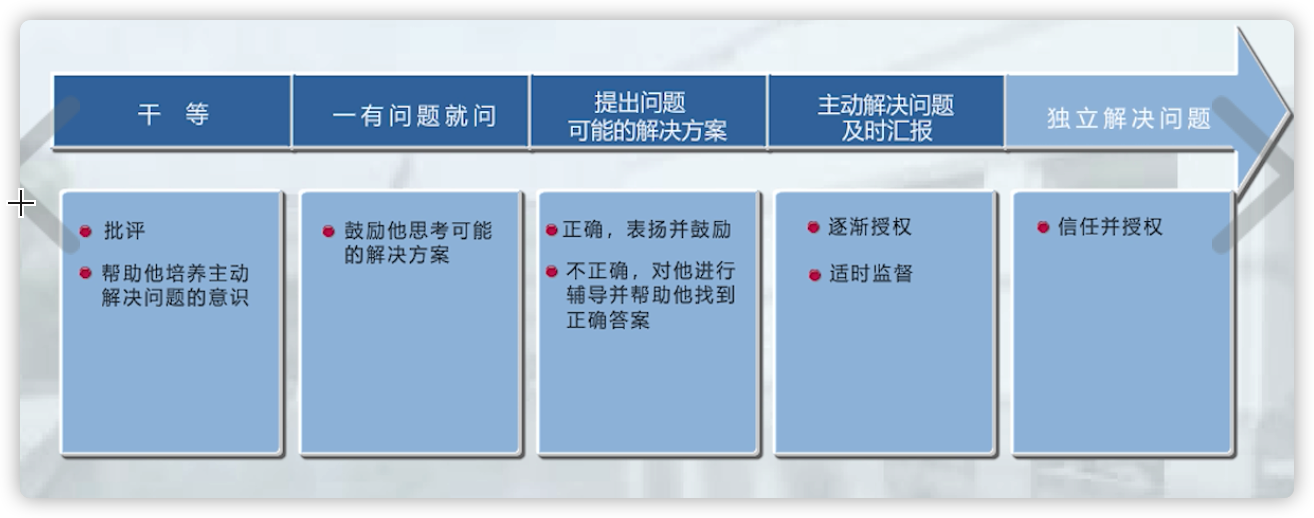 干 等
一有问题就问
提出问题
可能的解决方案
主动解决问题
及时汇报
独立解决问题
批评
帮助他培养主动
解决问题的意识
鼓励他思考可能
的解决方案
正确，表扬并鼓励
不正确，对他进行
辅导并帮助他找到
正确答案
逐渐授权
适时监督
信任并授权